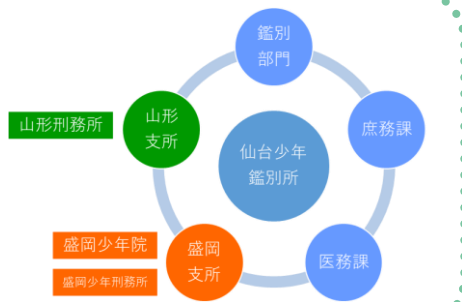 鑑別
部門
山形刑務所
山形
支所
庶務課
仙台少年
鑑別所
盛岡少年院
盛岡少年刑務所
盛岡
支所
医務課